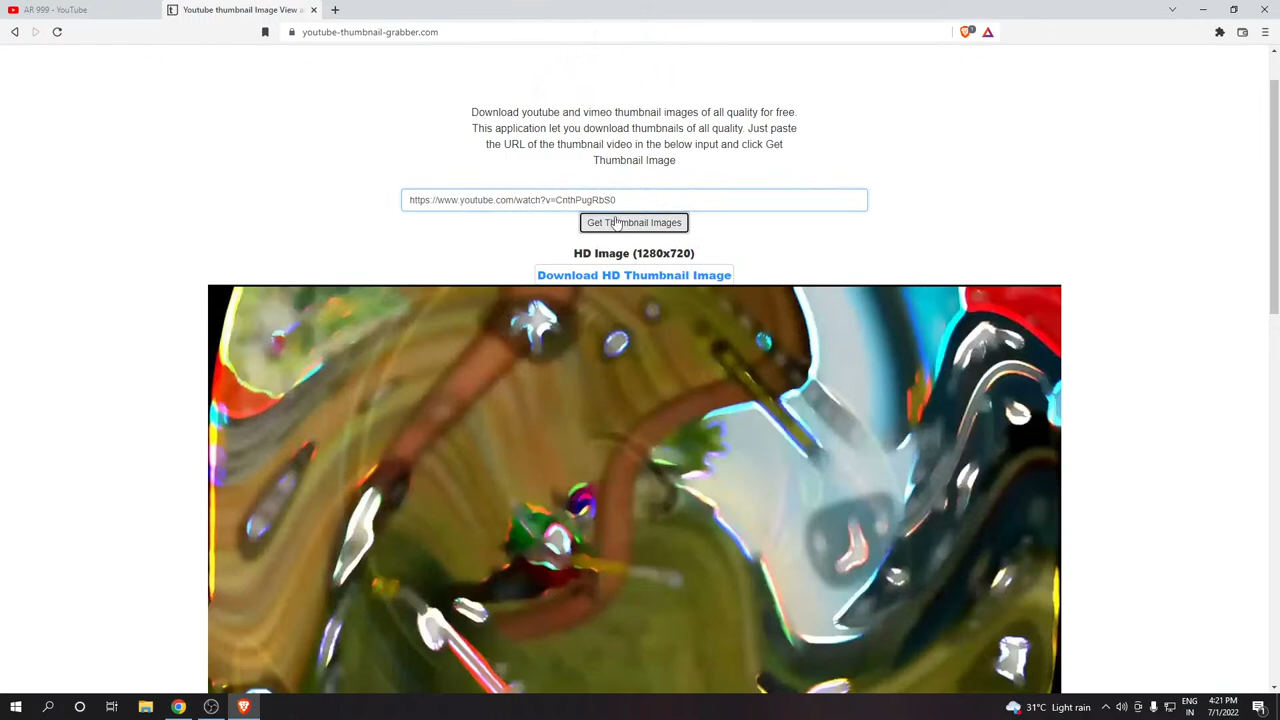 AR 999 - YouTube
Youtube thumbnail Image View a
youtube-thumbnail-grabber.com
Download youtube and vimeo thumbnail images of all quality for free.
This application let you download thumbnails of all quality. Just paste
the URL of the thumbnail video in the below input and click Get
Thumbnail Image
https://www.youtube.com/watch?v=CnthPugRbS0
Get Thumbnail Images
HD Image (1280x720)
Download HD Thumbnail Image
31°C Light rain
ENG
IN
4:21 PM
7/1/2022